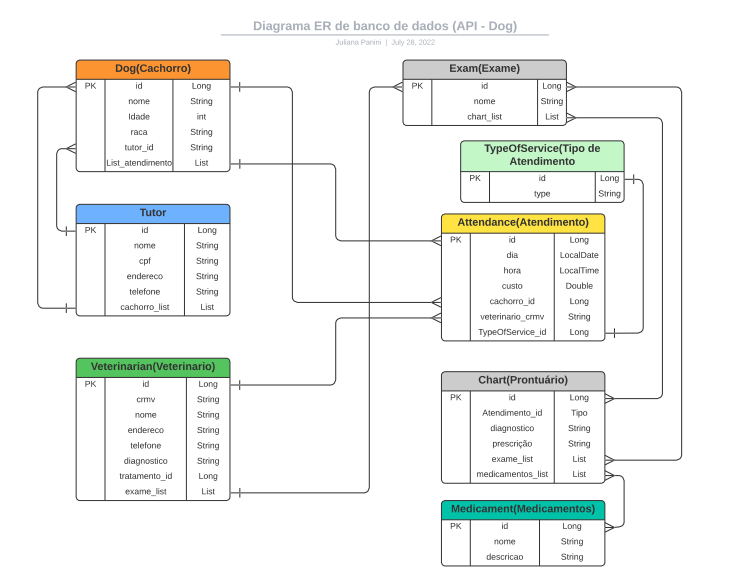 Diagrama ER de banco de dados (API - Dog)
Juliana Panini | July 28, 2022
Dog(Cachorro)
PK id Long
nome String
Idade int
raca String
tutor_id String
List_atendimento List
Tutor
id Long
nome String
cpf String
endereco String
telefone String
cachorro_list List
Veterinarian(Veterinario)
PK id Long
crmv String
nome String
endereco String
telefone String
diagnostico String
tratamento_id Long
exame_list List
Exam(Exame)
PK id Long
nome String
chart_list List
TypeOfService(Tipo de
Atendimento
PK id Long
type String
Attendance(Atendimento)
PK id Long
dia LocalDate
hora LocalTime
custo Double
cachorro_id Long
veterinario_crmv String
TypeOfService_id Long
Chart(Prontuário)
PK id Long
Atendimento_id Tipo
diagnostico String
prescrição String
exame_list List
medicamentos_list List
Medicament(Medicamentos)
PK id Long
nome String
descricao String